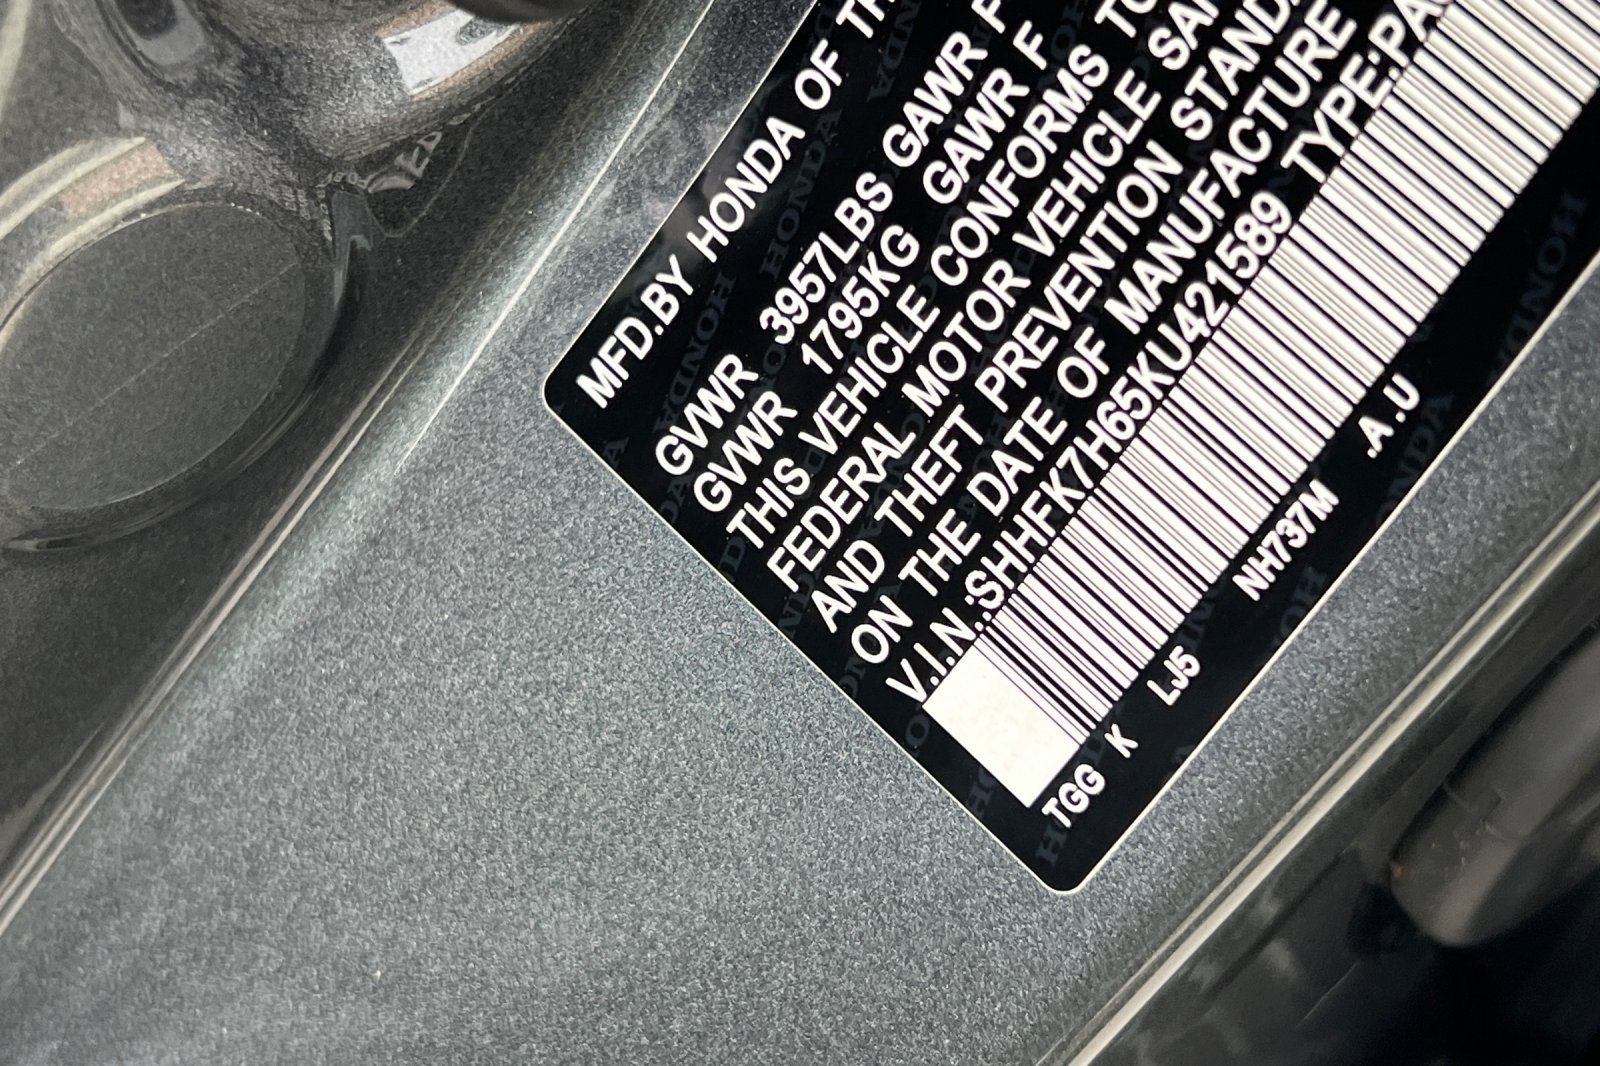 MFD.BY HONDA OF
GVWR 3957LBS GAWR
GVWR 1795KG GAWR F
THIS VEHICLE CONFORMS
FEDERAL MOTOR VEHICLE
AND THEFT PREVENTION
ON THE DATE OF MANUFACTURE
V.I.N.:SHHFK7H65KU421589 TYPE:
.A .U
TGG K LJ5 NH737M